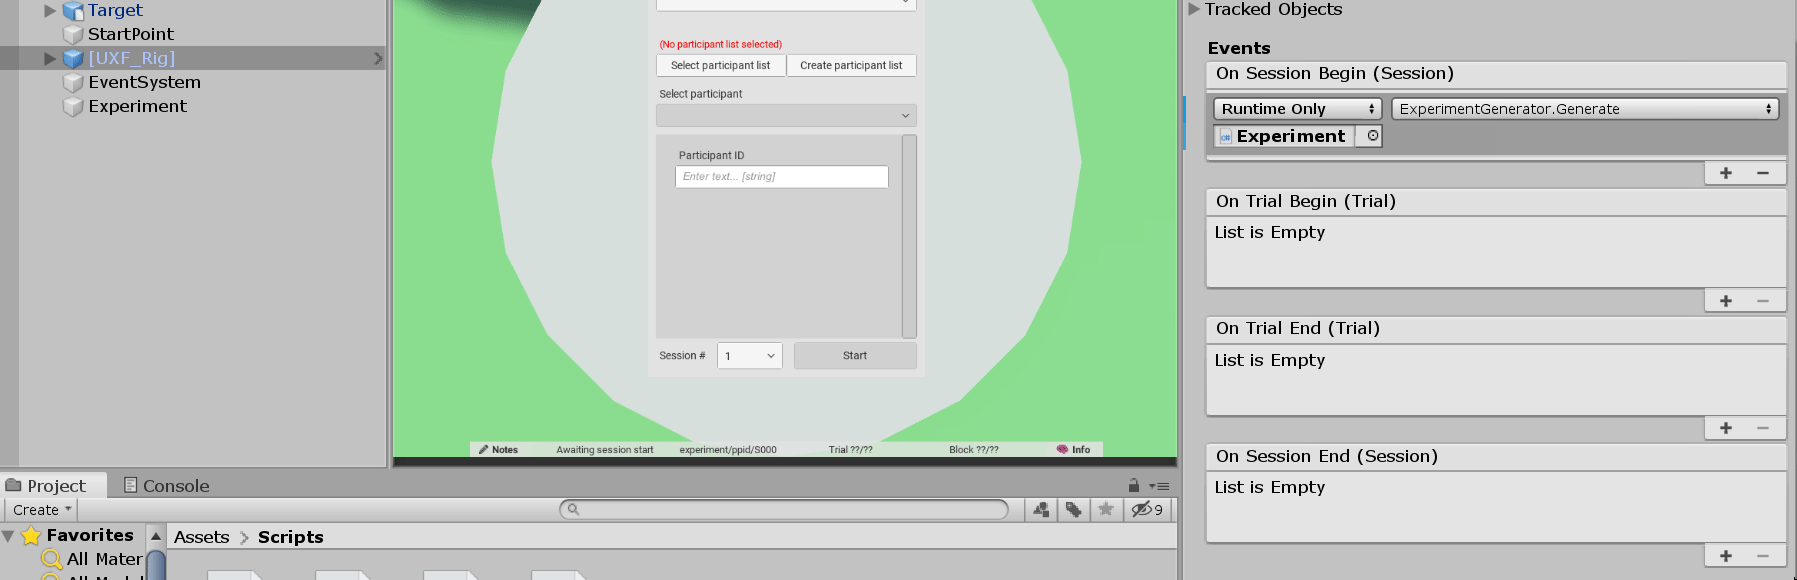 Target
StartPoint
[UXF_Rig]
EventSystem
Experiment
(No participant list selected)
Select participant list
Create participant list
Select participant
Participant ID
Enter text... [string]
Session #
1
Start
Notes
Awaiting session start
experiment/ppid/S000
Trial ??/??
Block ??/??
Info
Tracked Objects
Events
On Session Begin (Session)
Runtime Only
ExperimentGenerator.Generate
Experiment
On Trial Begin (Trial)
List is Empty
On Trial End (Trial)
List is Empty
On Session End (Session)
List is Empty
Project
Console
Create
9
Favorites
All Mater
Assets > Scripts